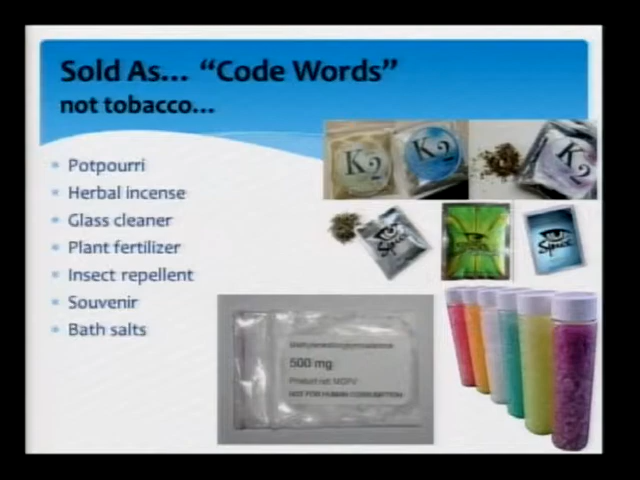 Sold As... “Code Words”
not tobacco...
Potpourri
Herbal incense
Glass cleaner
Plant fertilizer
Insect repellent
Souvenir
Bath salts
K2
K2
K2
Spice
Spice
500 mg
Product ref: MDPV
NOT FOR HUMAN CONSUMPTION